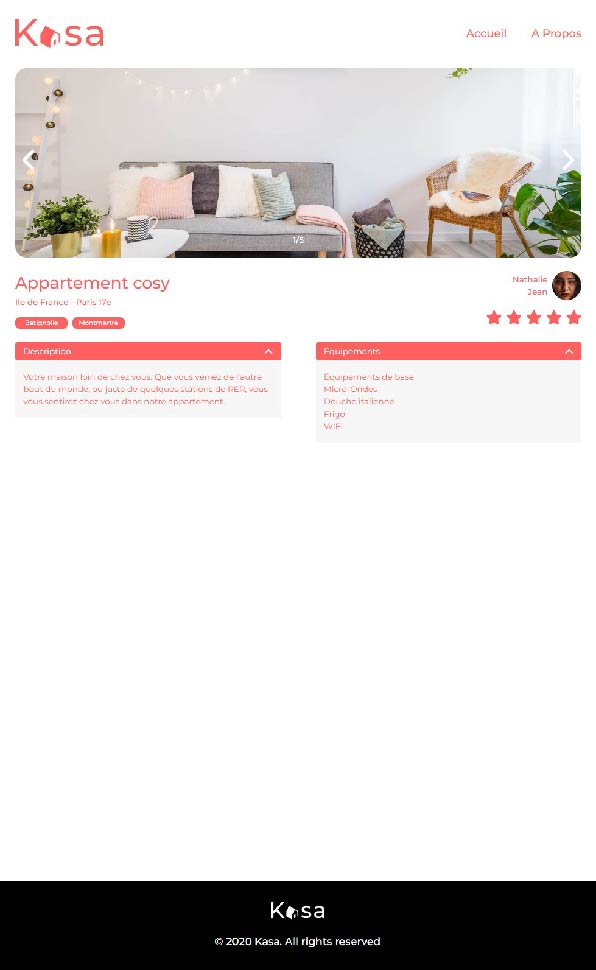 Kasa
Accueil
A Propos
1/5
Appartement cosy
Nathalie
Jean
Ile de France - Paris 17e
Batignolle
Montmartre
Description
Equipements
Votre maison loin de chez vous. Que vous veniez de l'autre
bout du monde, ou juste de quelques stations de RER, vous
vous sentirez chez vous dans notre appartement.
Équipements de base
Micro-Ondes
Douche italienne
Frigo
WIFI
Kasa
© 2020 Kasa. All rights reserved